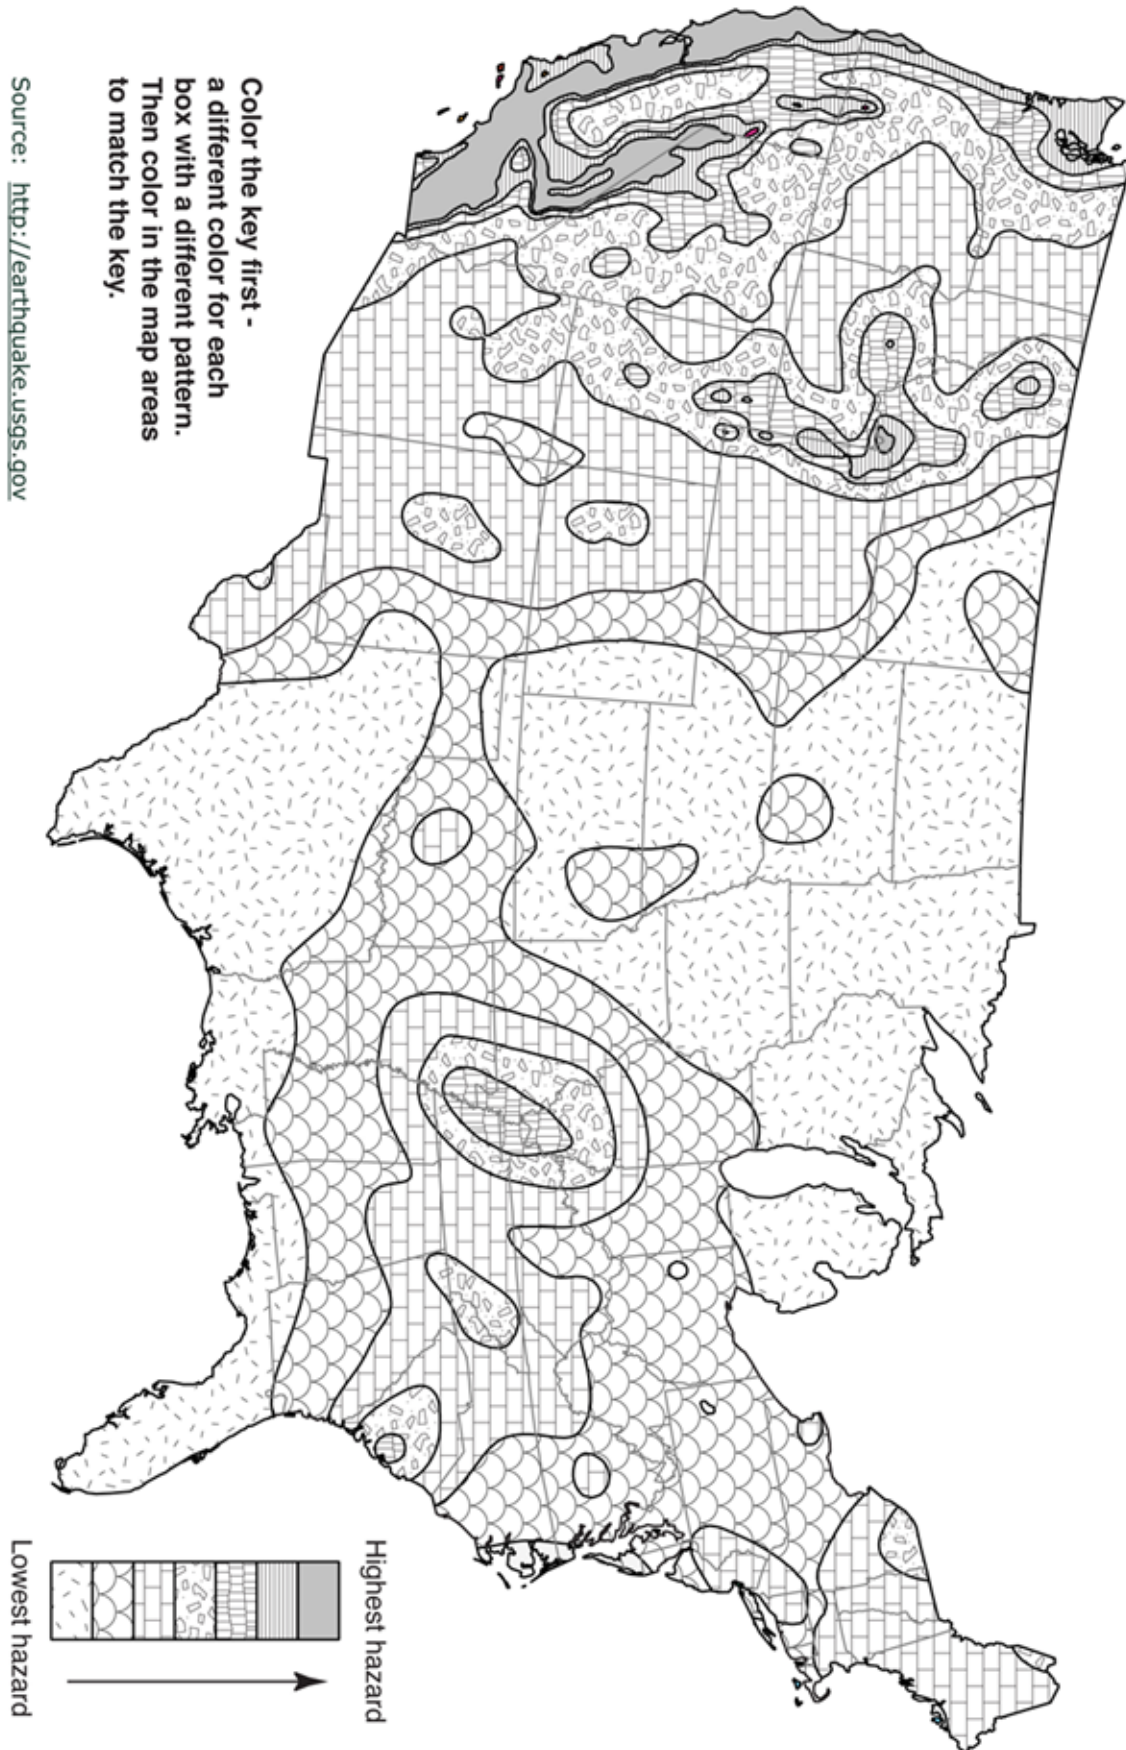 Color the key first -
a different color for each
box with a different pattern.
Then color in the map areas
to match the key.
Source: http://earthquake.usgs.gov
Highest hazard
Lowest hazard